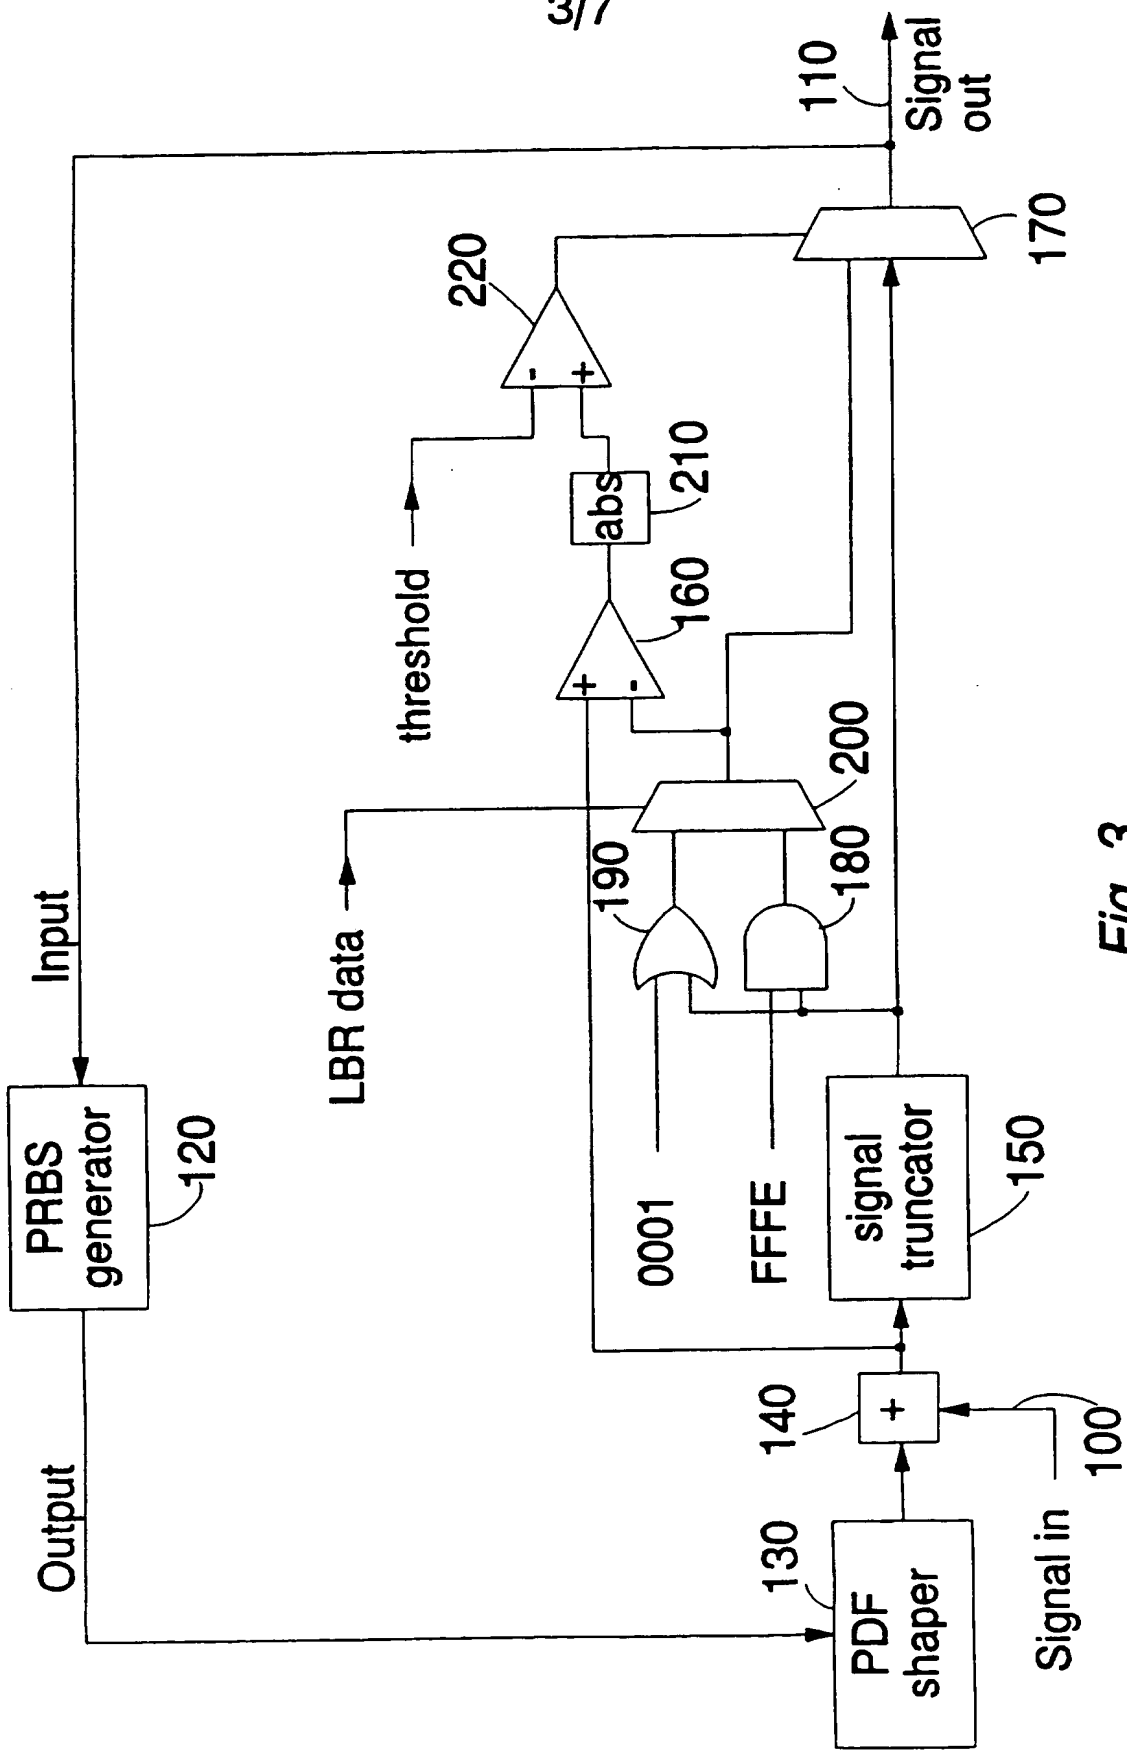 3/7
Input
Output
PRBS
generator
120
LBR data
threshold
220
-
+
abs
210
+
-
160
110
Signal
out
170
190
200
180
0001
FFFE
signal
truncator
150
140
+
100
Signal in
130
PDF
shaper
Fig. 3